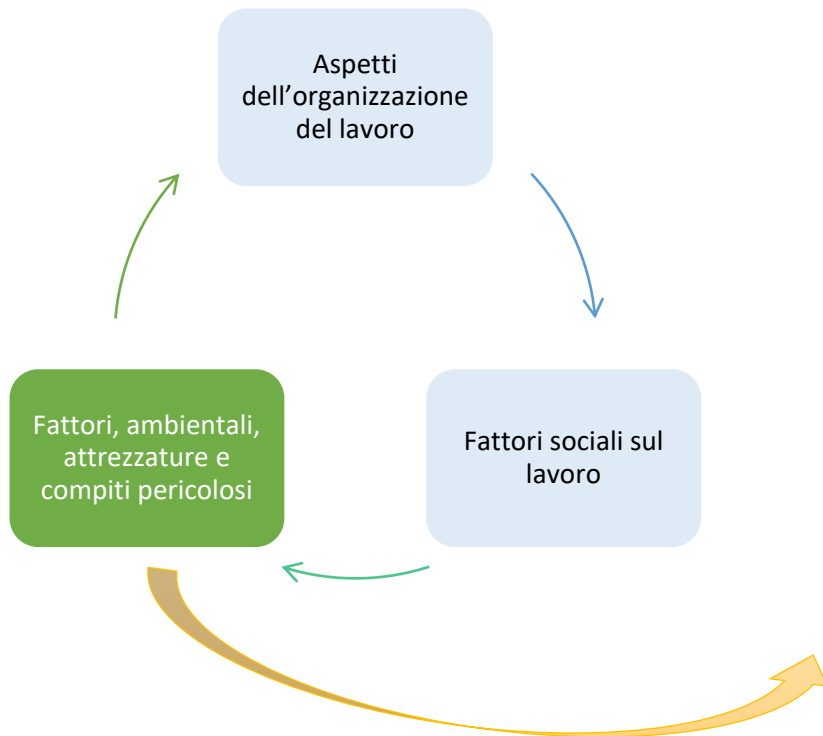 Aspetti
dell’organizzazione
del lavoro
Fattori, ambientali,
attrezzature e
compiti pericolosi
Fattori sociali sul
lavoro